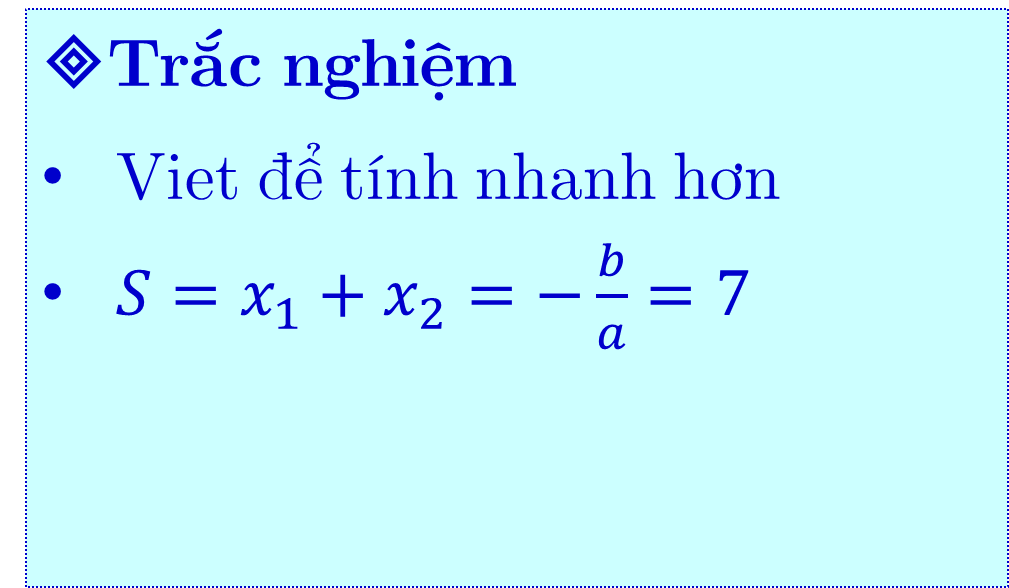 Trắc nghiệm
• Viet để tính nhanh hơn
• S = x₁ + x₂ = − b/a = 7